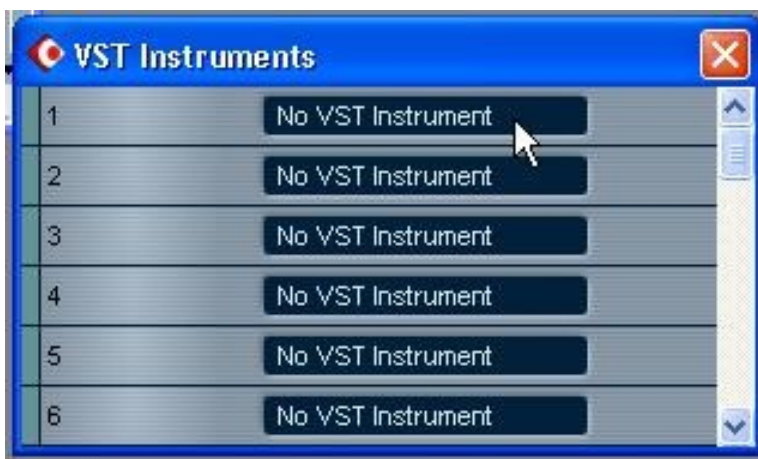 VST Instruments
1 No VST Instrument
2 No VST Instrument
3 No VST Instrument
4 No VST Instrument
5 No VST Instrument
6 No VST Instrument